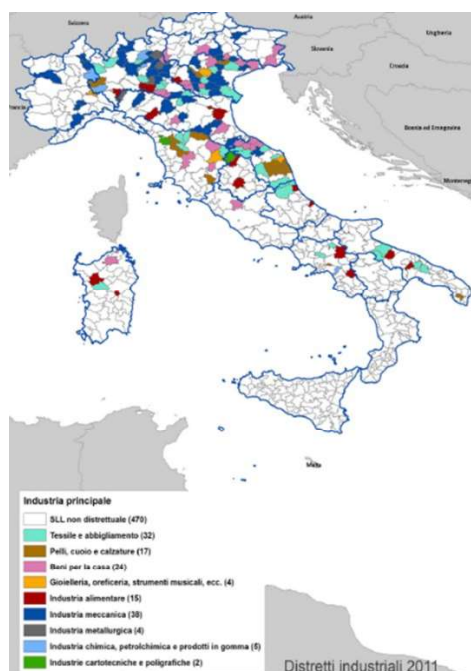 Svizzera
Austria
Ungheria
Slovenia
Croazia
Francia
Bosnia ed Erzegovina
Montenegro
Malta
Industria principale
SLL non distrettuale (470)
Tessile e abbigliamento (32)
Pelli, cuoio e calzature (17)
Beni per la casa (24)
Gioielleria, oreficeria, strumenti musicali, ecc. (4)
Industria alimentare (15)
Industria meccanica (38)
Industria metallurgica (4)
Industria chimica, petrolchimica e prodotti in gomma (5)
Industrie cartotecniche e poligrafiche (2)
Distretti industriali 2011